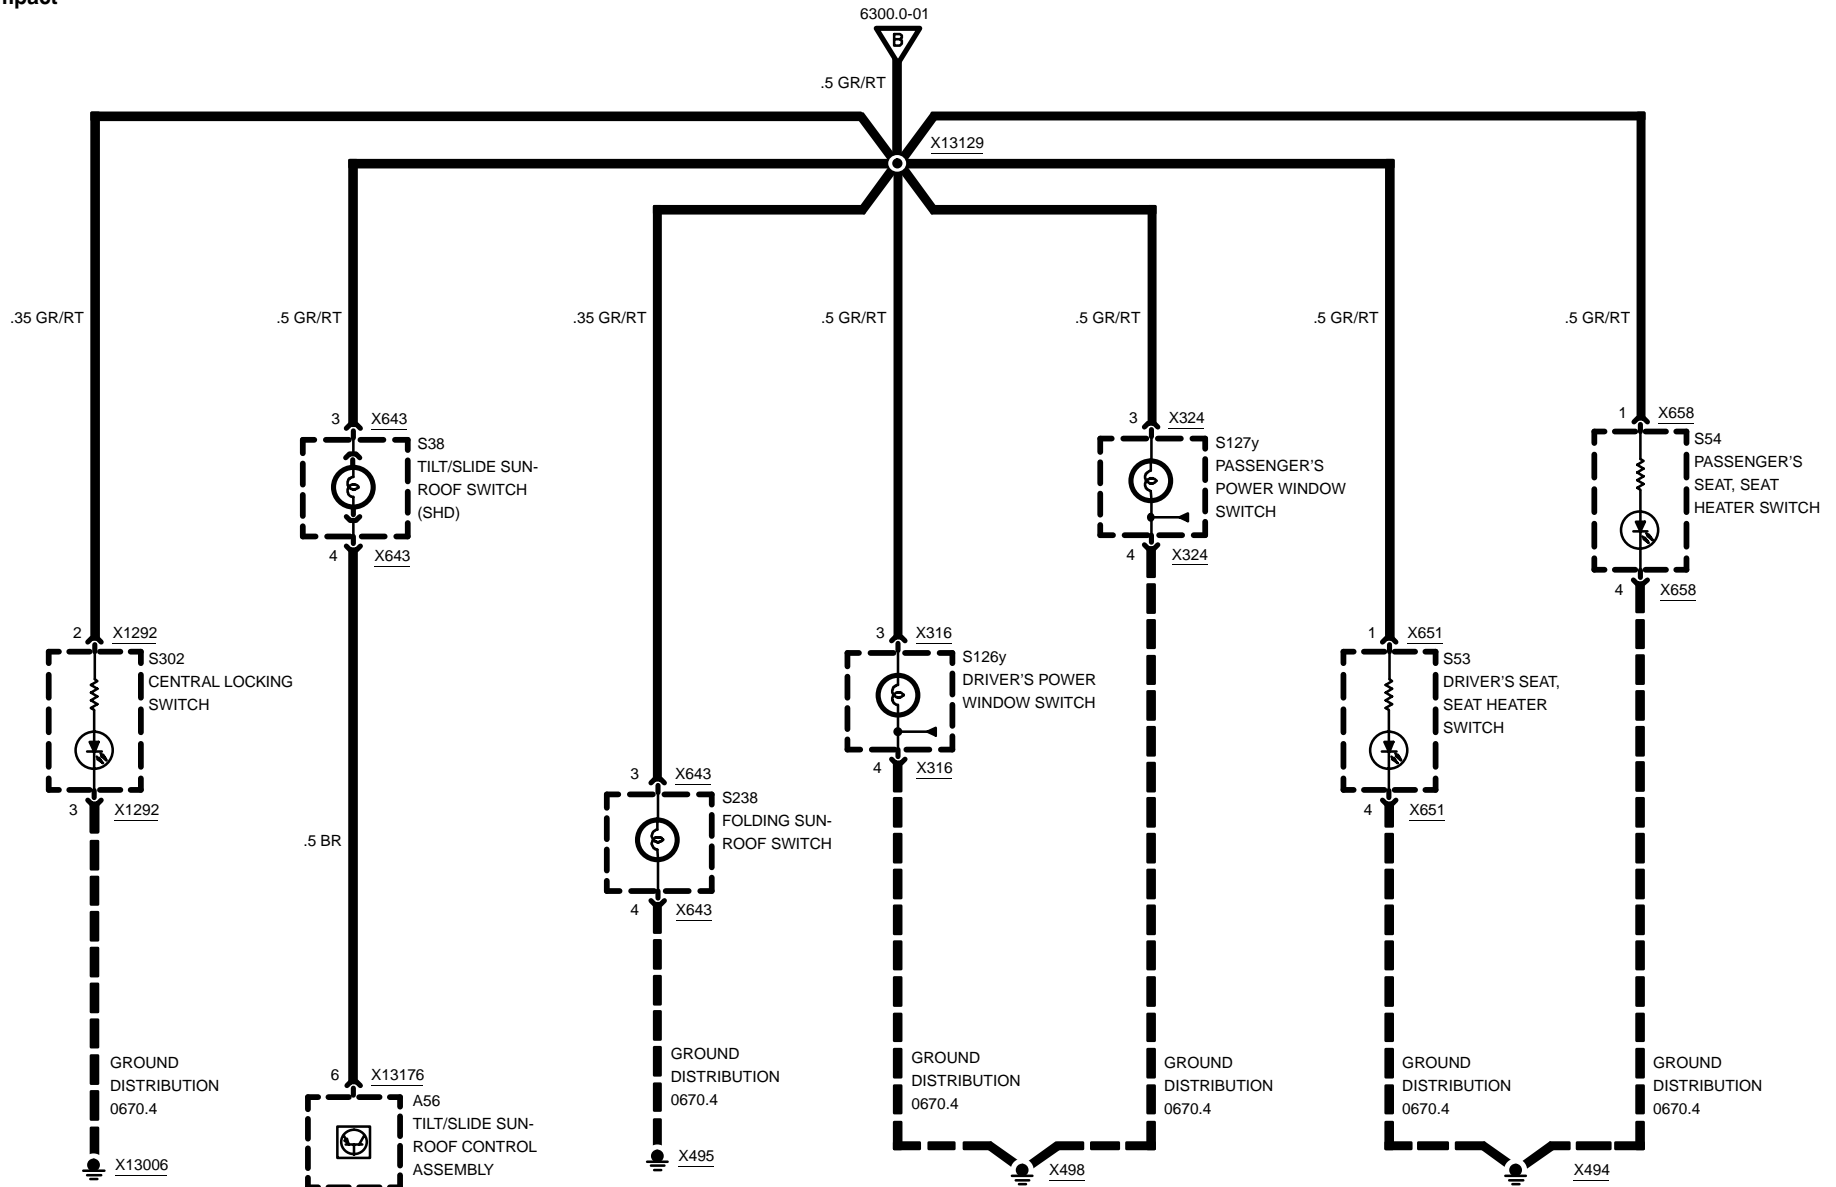 6300.0-01
B
.5 GR/RT
X13129
.35 GR/RT
.5 GR/RT
.35 GR/RT
.5 GR/RT
.5 GR/RT
.5 GR/RT
.5 GR/RT
3 X643
S38
TILT/SLIDE SUN-
ROOF SWITCH
(SHD)
4 X643
3 X324
S127y
PASSENGER'S
POWER WINDOW
SWITCH
4 X324
1 X658
S54
PASSENGER'S
SEAT, SEAT
HEATER SWITCH
4 X658
2 X1292
S302
CENTRAL LOCKING
SWITCH
3 X1292
3 X316
S126y
DRIVER'S POWER
WINDOW SWITCH
4 X316
1 X651
S53
DRIVER'S SEAT,
SEAT HEATER
SWITCH
4 X651
3 X643
S238
FOLDING SUN-
ROOF SWITCH
4 X643
.5 BR
GROUND
DISTRIBUTION
0670.4
X13006
6 X13176
A56
TILT/SLIDE SUN-
ROOF CONTROL
ASSEMBLY
GROUND
DISTRIBUTION
0670.4
X495
GROUND
DISTRIBUTION
0670.4
GROUND
DISTRIBUTION
0670.4
X498
GROUND
DISTRIBUTION
0670.4
GROUND
DISTRIBUTION
0670.4
X494